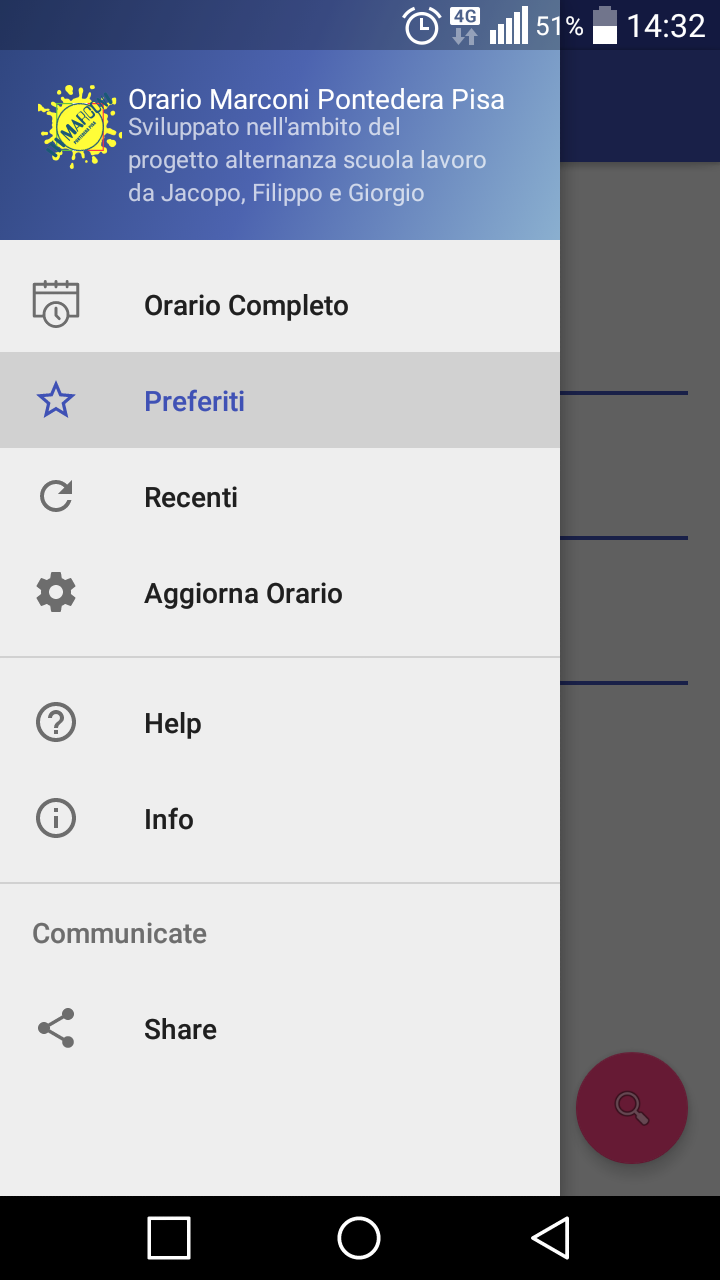 4G
51%
14:32
MARCONI
Orario Marconi Pontedera Pisa
Sviluppato nell'ambito del
progetto alternanza scuola lavoro
da Jacopo, Filippo e Giorgio
Orario Completo
Preferiti
Recenti
Aggiorna Orario
Help
Info
Communicate
Share